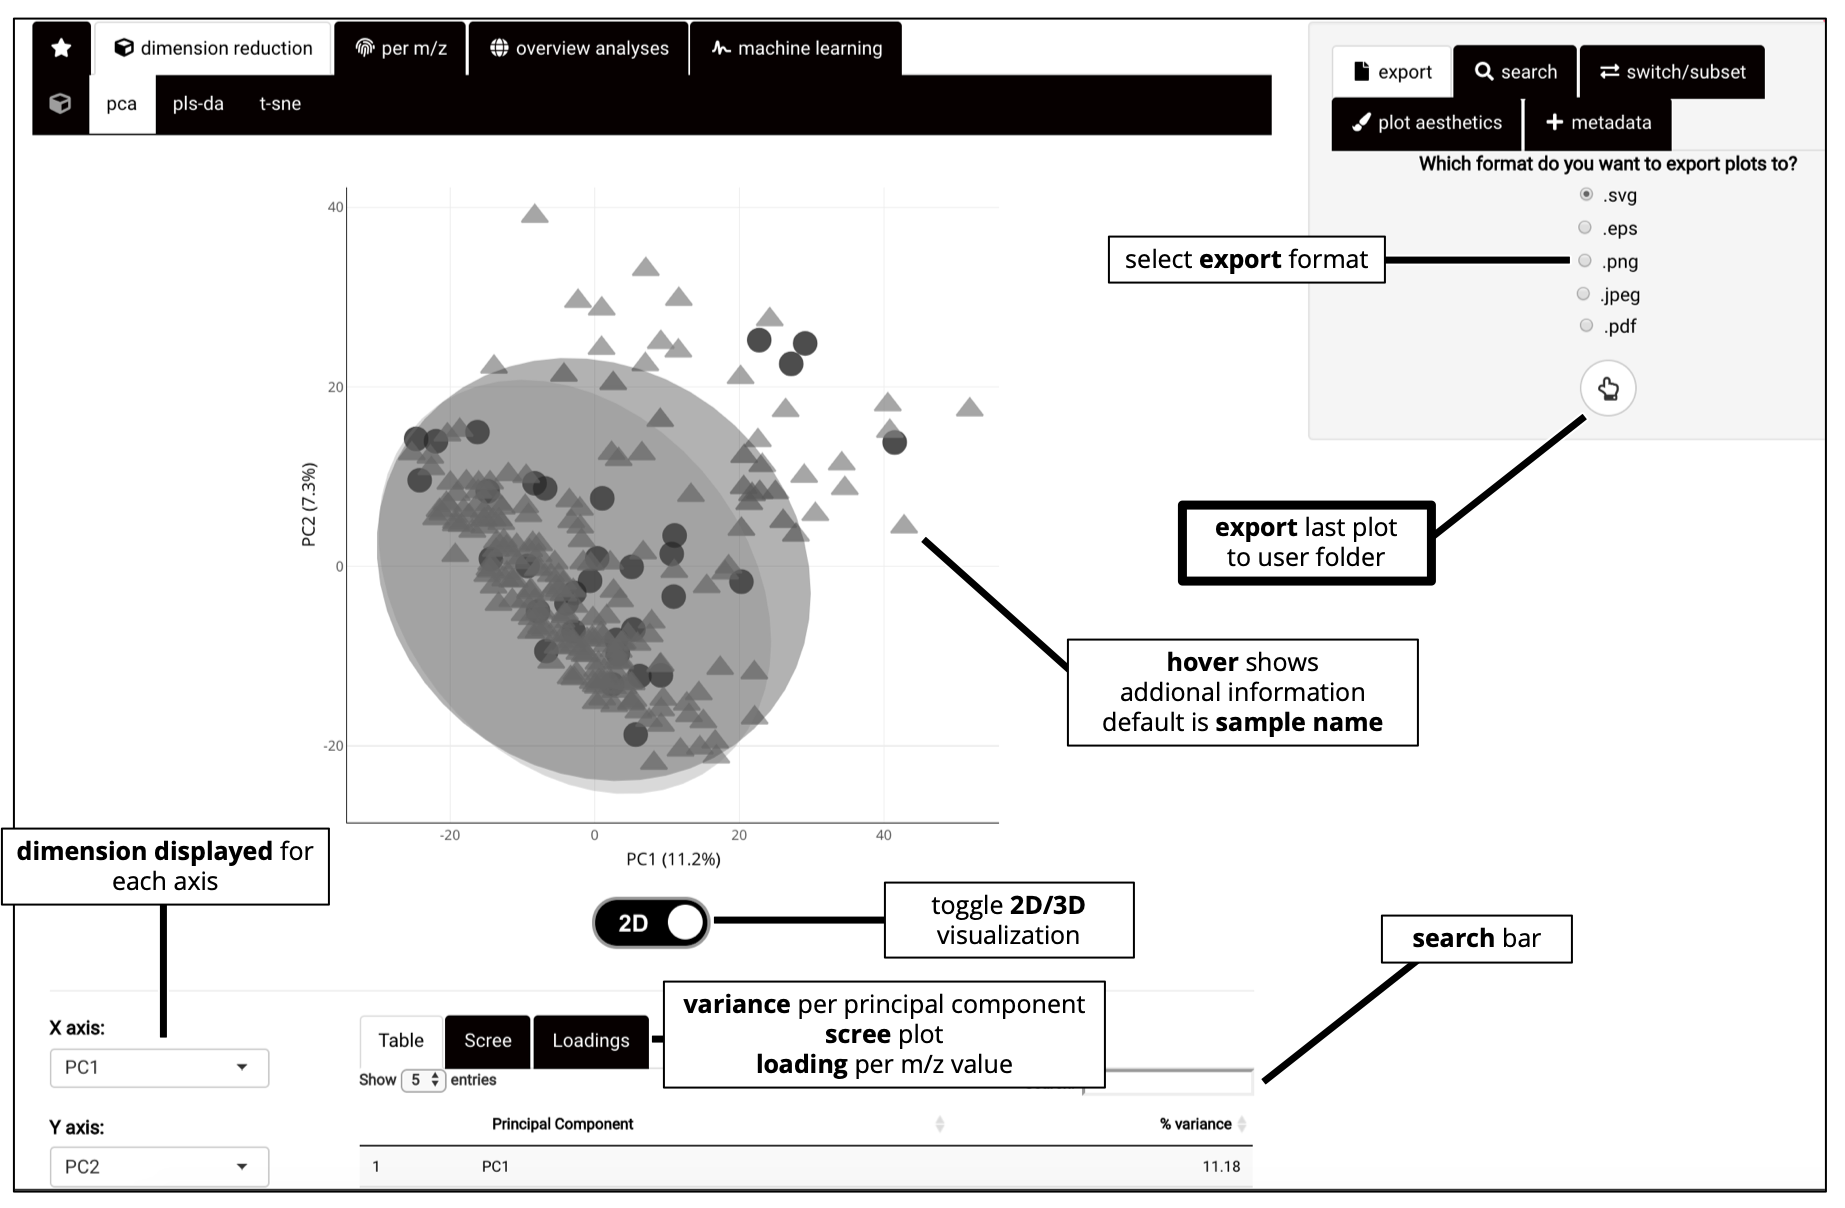 dimension reduction
per m/z
overview analyses
machine learning
pca
pls-da
t-sne
export
search
switch/subset
plot aesthetics
metadata
Which format do you want to export plots to?
.svg
.eps
.png
.jpeg
.pdf
select export format
export last plot
to user folder
hover shows
addional information
default is sample name
40
20
0
-20
PC2 (7.3%)
-20
0
20
40
PC1 (11.2%)
dimension displayed for
each axis
2D
toggle 2D/3D
visualization
search bar
variance per principal component
scree plot
loading per m/z value
X axis:
PC1
Y axis:
PC2
Table
Scree
Loadings
Show 5 entries
Principal Component
% variance
1
PC1
11.18